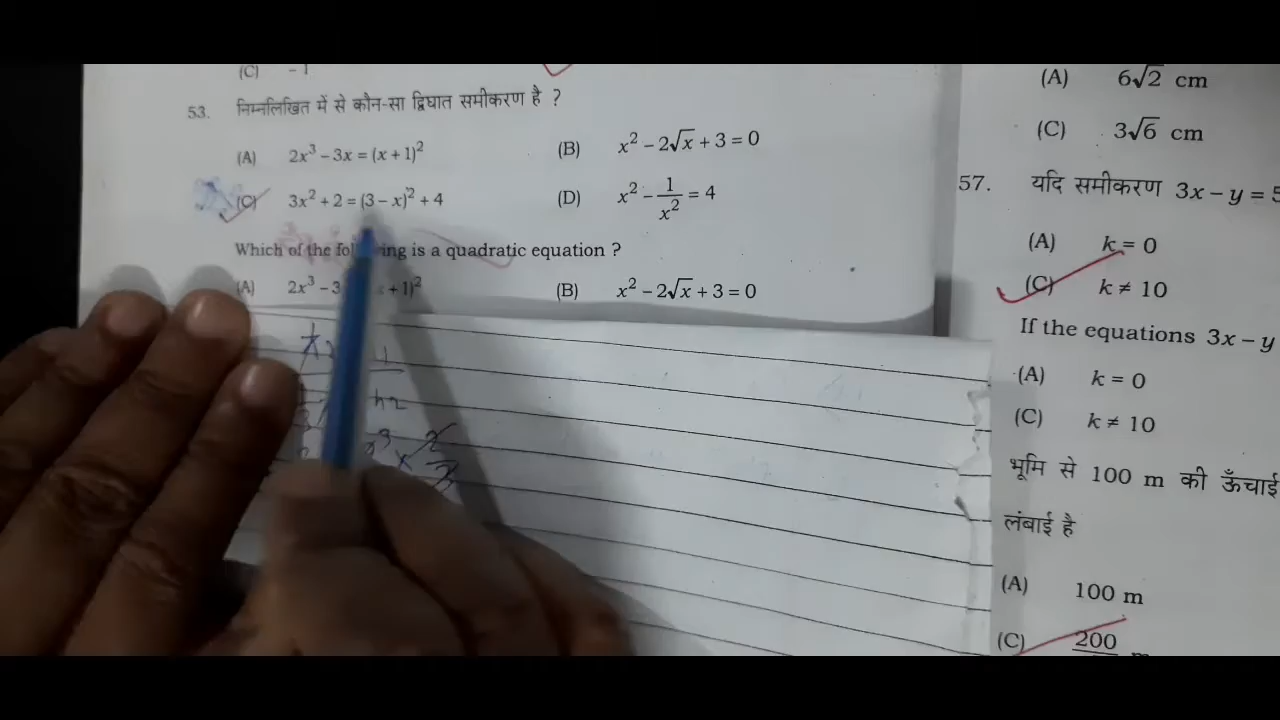 (C) – 1
53. निम्नलिखित में से कौन-सा द्विघात समीकरण है ?
(A) 2x³ – 3x = (x + 1)² (B) x² – 2√x + 3 = 0
(C) 3x² + 2 = (3 – x)² + 4 (D) x² – 1/x² = 4
Which of the following is a quadratic equation ?
(A) 2x³ – 3 + 1)² (B) x² – 2√x + 3 = 0
(A) 6√2 cm
(C) 3√6 cm
57. यदि समीकरण 3x – y = 5
(A) k = 0
(C) k ≠ 10
If the equations 3x – y
(A) k = 0
(C) k ≠ 10
भूमि से 100 m की ऊँचाई
लंबाई है
(A) 100 m
(C) 200